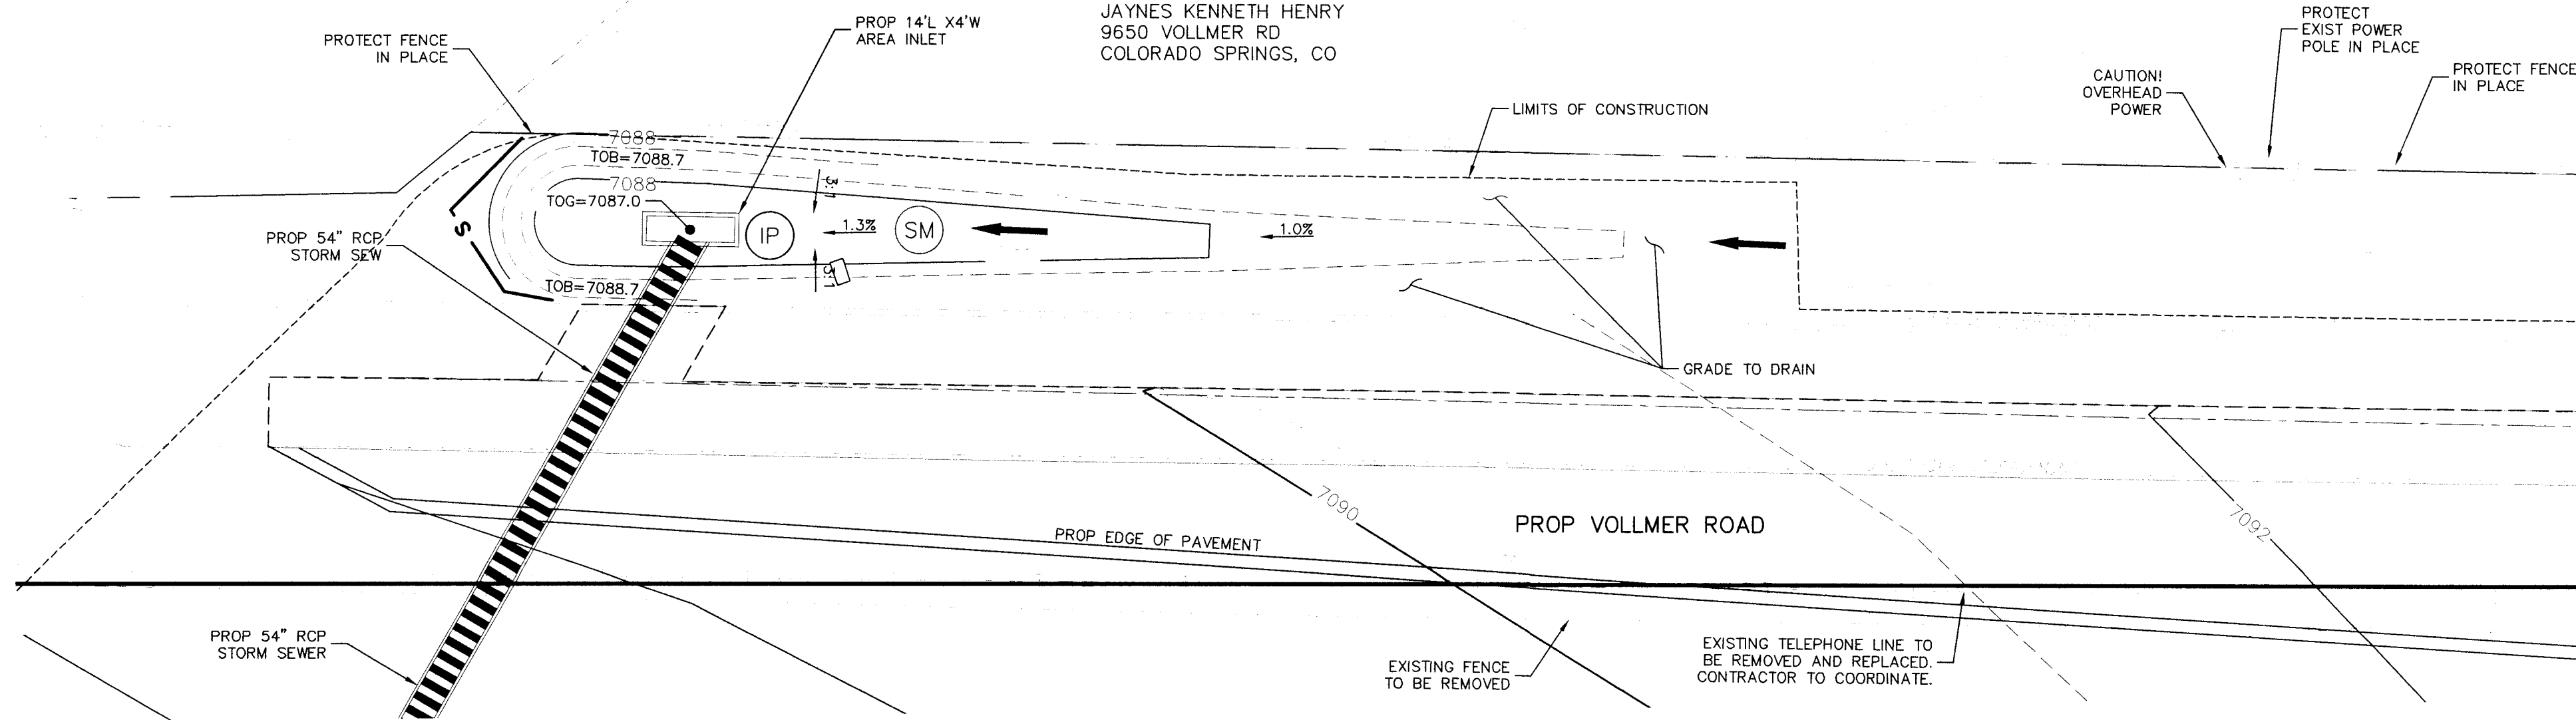 JAYNES KENNETH HENRY
9650 VOLLMER RD
COLORADO SPRINGS, CO
PROP 14'L X4'W
AREA INLET
PROTECT FENCE
IN PLACE
PROTECT
EXIST POWER
POLE IN PLACE
CAUTION!
OVERHEAD
POWER
PROTECT FENCE
IN PLACE
LIMITS OF CONSTRUCTION
7088
TOB=7088.7
7088
TOG=7087.0
3:1
IP
1.3%
SM
1.0%
S
PROP 54" RCP
STORM SEW
TOB=7088.7
GRADE TO DRAIN
7090
PROP VOLLMER ROAD
7092
PROP EDGE OF PAVEMENT
PROP 54" RCP
STORM SEWER
EXISTING FENCE
TO BE REMOVED
EXISTING TELEPHONE LINE TO
BE REMOVED AND REPLACED.
CONTRACTOR TO COORDINATE.